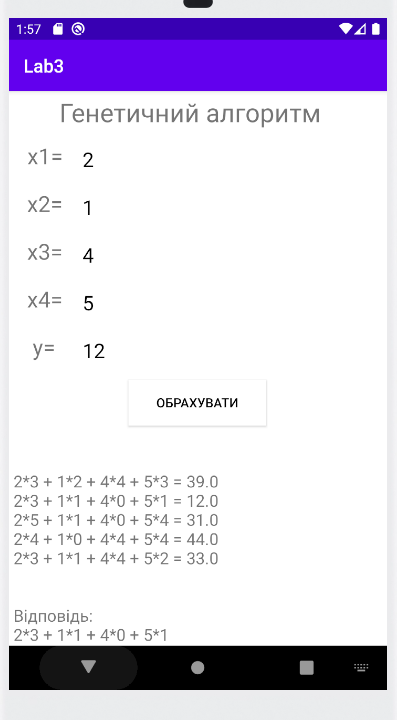 1:57
Lab3
Генетичний алгоритм
x1= 2
x2= 1
x3= 4
x4= 5
y= 12
ОБРАХУВАТИ
2*3 + 1*2 + 4*4 + 5*3 = 39.0
2*3 + 1*1 + 4*0 + 5*1 = 12.0
2*5 + 1*1 + 4*0 + 5*4 = 31.0
2*4 + 1*0 + 4*4 + 5*4 = 44.0
2*3 + 1*1 + 4*4 + 5*2 = 33.0
Відповідь:
2*3 + 1*1 + 4*0 + 5*1